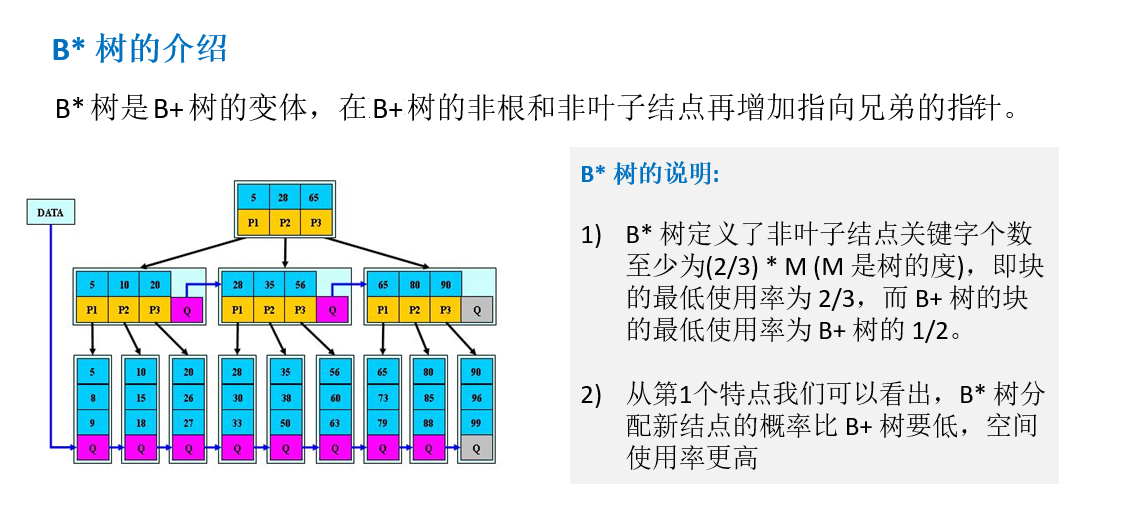 B* 树的介绍
B* 树是 B+ 树的变体，在 B+ 树的非根和非叶子结点再增加指向兄弟的指针。
DATA
5 28 65
P1 P2 P3
5 10 20
P1 P2 P3 Q
28 35 56
P1 P2 P3 Q
65 80 90
P1 P2 P3 Q
5 10 20 28 35 56 65 80 90
8 15 26 30 38 60 73 85 96
9 18 27 33 50 63 79 88 99
Q Q Q Q Q Q Q Q Q
B* 树的说明:
1) B* 树定义了非叶子结点关键字个数
至少为(2/3) * M (M 是树的度)，即块
的最低使用率为 2/3，而 B+ 树的块
的最低使用率为 B+ 树的 1/2。
2) 从第1个特点我们可以看出，B* 树分
配新结点的概率比 B+ 树要低，空间
使用率更高